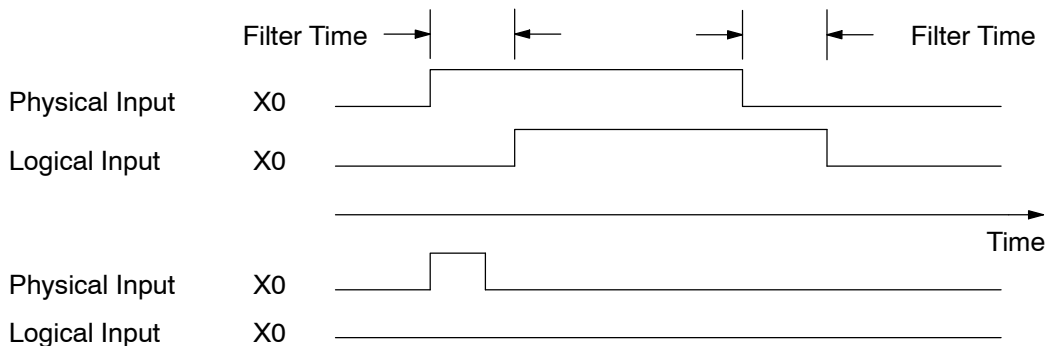 Filter Time Filter Time
Physical Input X0
Logical Input X0
Time
Physical Input X0
Logical Input X0